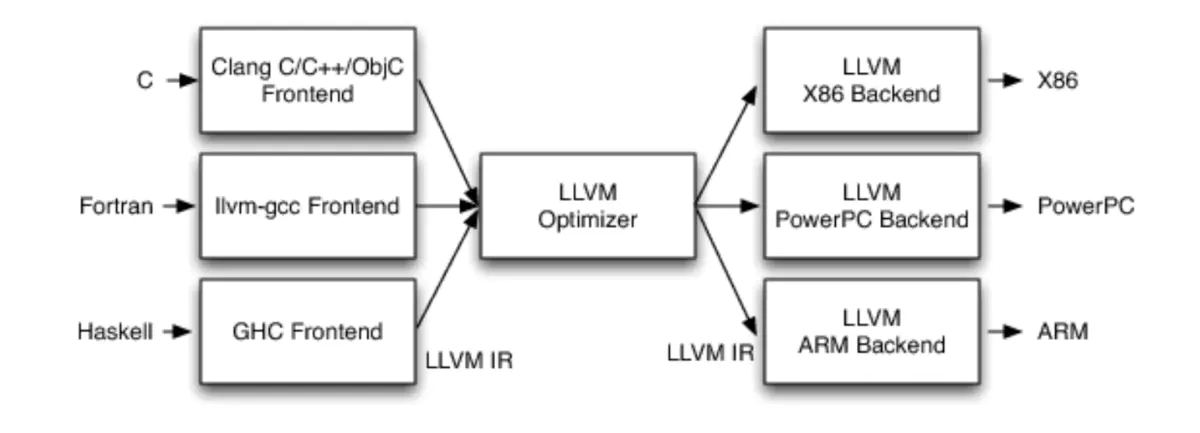 C
Clang C/C++/ObjC
Frontend
LLVM
X86 Backend
X86
Fortran
llvm-gcc Frontend
LLVM
Optimizer
LLVM
PowerPC Backend
PowerPC
Haskell
GHC Frontend
LLVM IR
LLVM IR
LLVM
ARM Backend
ARM